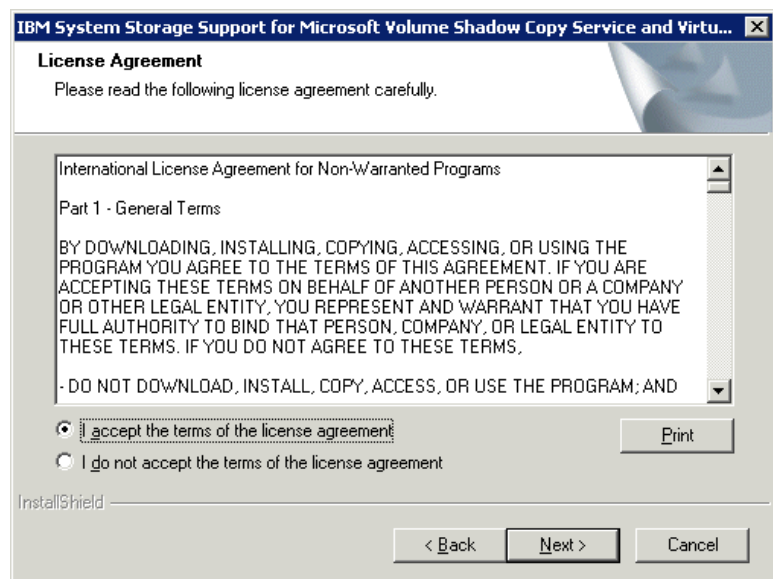 IBM System Storage Support for Microsoft Volume Shadow Copy Service and Virtu...
License Agreement
Please read the following license agreement carefully.
International License Agreement for Non-Warranted Programs
Part 1 - General Terms
BY DOWNLOADING, INSTALLING, COPYING, ACCESSING, OR USING THE
PROGRAM YOU AGREE TO THE TERMS OF THIS AGREEMENT. IF YOU ARE
ACCEPTING THESE TERMS ON BEHALF OF ANOTHER PERSON OR A COMPANY
OR OTHER LEGAL ENTITY, YOU REPRESENT AND WARRANT THAT YOU HAVE
FULL AUTHORITY TO BIND THAT PERSON, COMPANY, OR LEGAL ENTITY TO
THESE TERMS. IF YOU DO NOT AGREE TO THESE TERMS,
- DO NOT DOWNLOAD, INSTALL, COPY, ACCESS, OR USE THE PROGRAM; AND
I accept the terms of the license agreement
Print
I do not accept the terms of the license agreement
InstallShield
< Back Next > Cancel